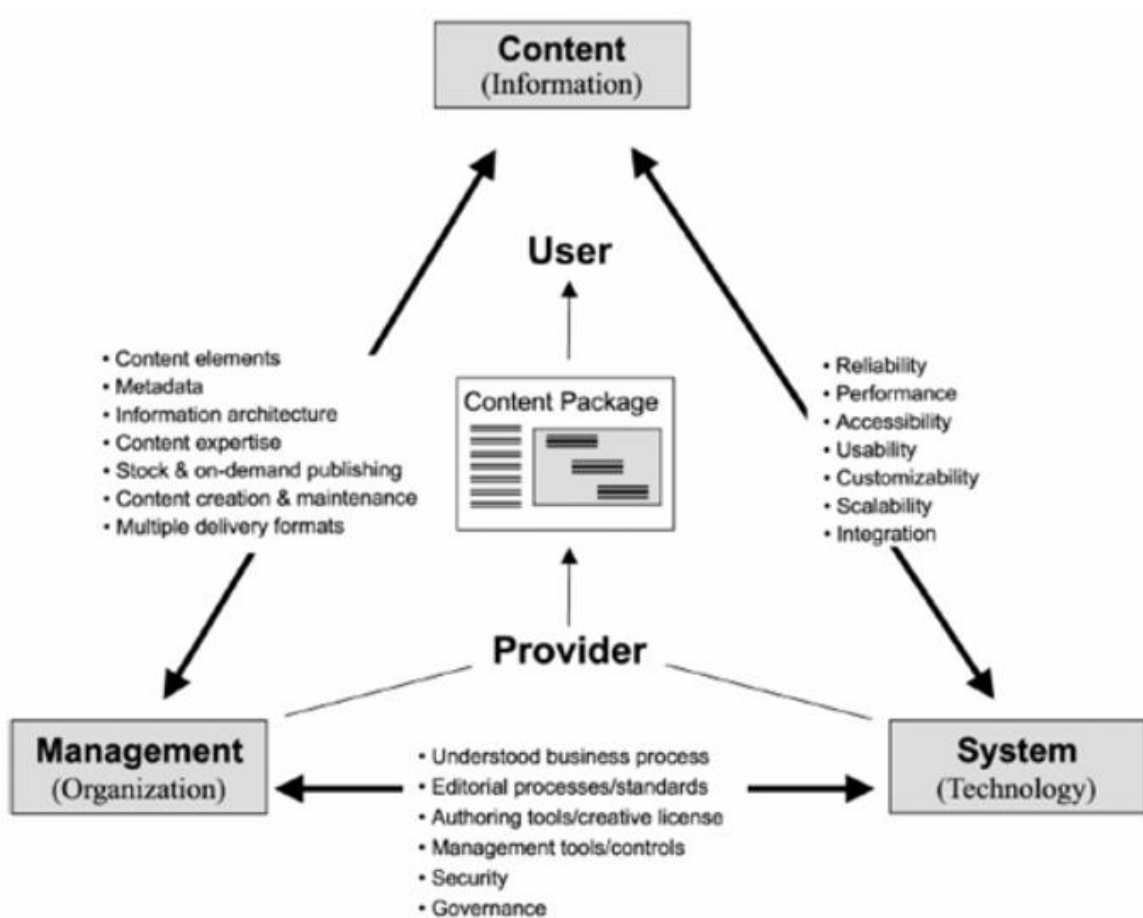 Content
(Information)
User
• Content elements
• Metadata
• Information architecture
• Content expertise
• Stock & on-demand publishing
• Content creation & maintenance
• Multiple delivery formats
Content Package
• Reliability
• Performance
• Accessibility
• Usability
• Customizability
• Scalability
• Integration
Provider
Management
(Organization)
• Understood business process
• Editorial processes/standards
• Authoring tools/creative license
• Management tools/controls
• Security
• Governance
System
(Technology)